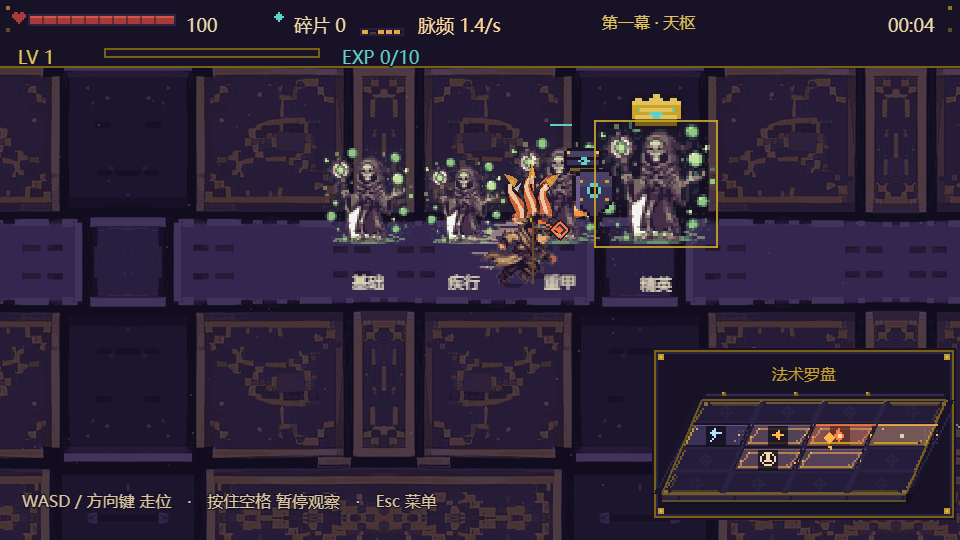 100
碎片 0
脉频 1.4/s
第一幕 · 天枢
00:04
LV 1
EXP 0/10
基础
疾行
重甲
精英
法术罗盘
WASD / 方向键 走位 · 按住空格 暂停观察 · Esc 菜单